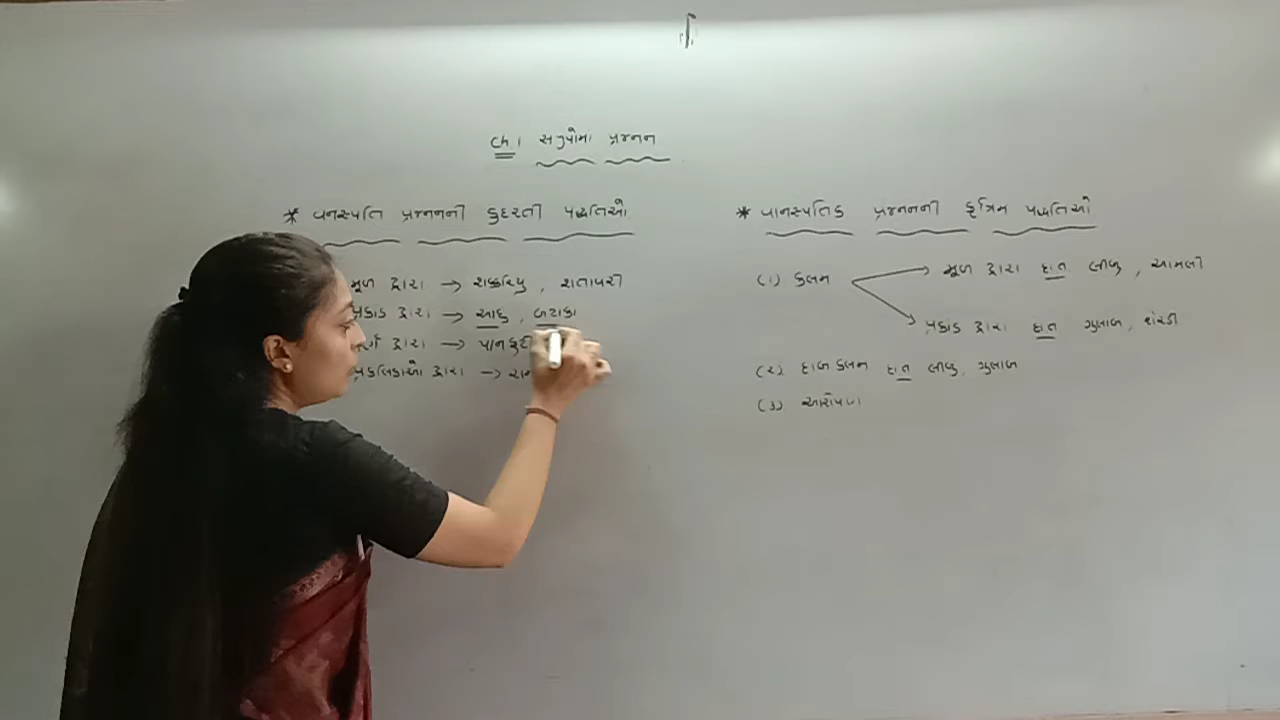 Ch 1 સજીવોમાં પ્રજનન
* વનસ્પતિ પ્રજનનની કુદરતી પદ્ધતિઓ
મૂળ દ્વારા → શક્કરિયુ, શતાવરી
પ્રકાંડ દ્વારા → આદુ, બટાકા
પર્ણ દ્વારા → પાનફુટી
પ્રકલિકાઓ દ્વારા →
* વાનસ્પતિક પ્રજનનની કૃત્રિમ પદ્ધતિઓ
(૧) કલમ → મૂળ દ્વારા દા.ત લીંબુ, આમલી
પ્રકાંડ દ્વારા દા.ત ગુલાબ, શેરડી
(૨) દાબ કલમ દા.ત લીંબુ, ગુલાબ
(૩) આરોપણ